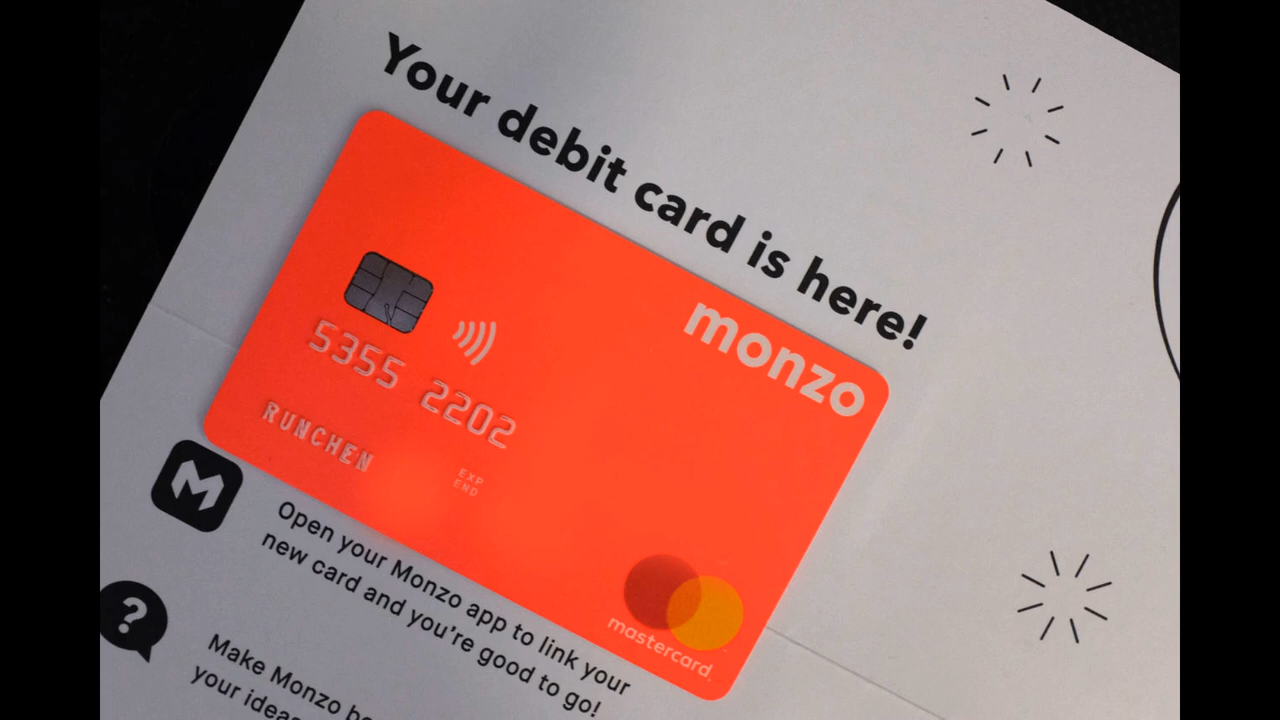 Your debit card is here!
monzo
5355 2202
RUNCHEN
EXP
END
mastercard.
Open your Monzo app to link your
new card and you're good to go!
?
Make Monzo
your ideas